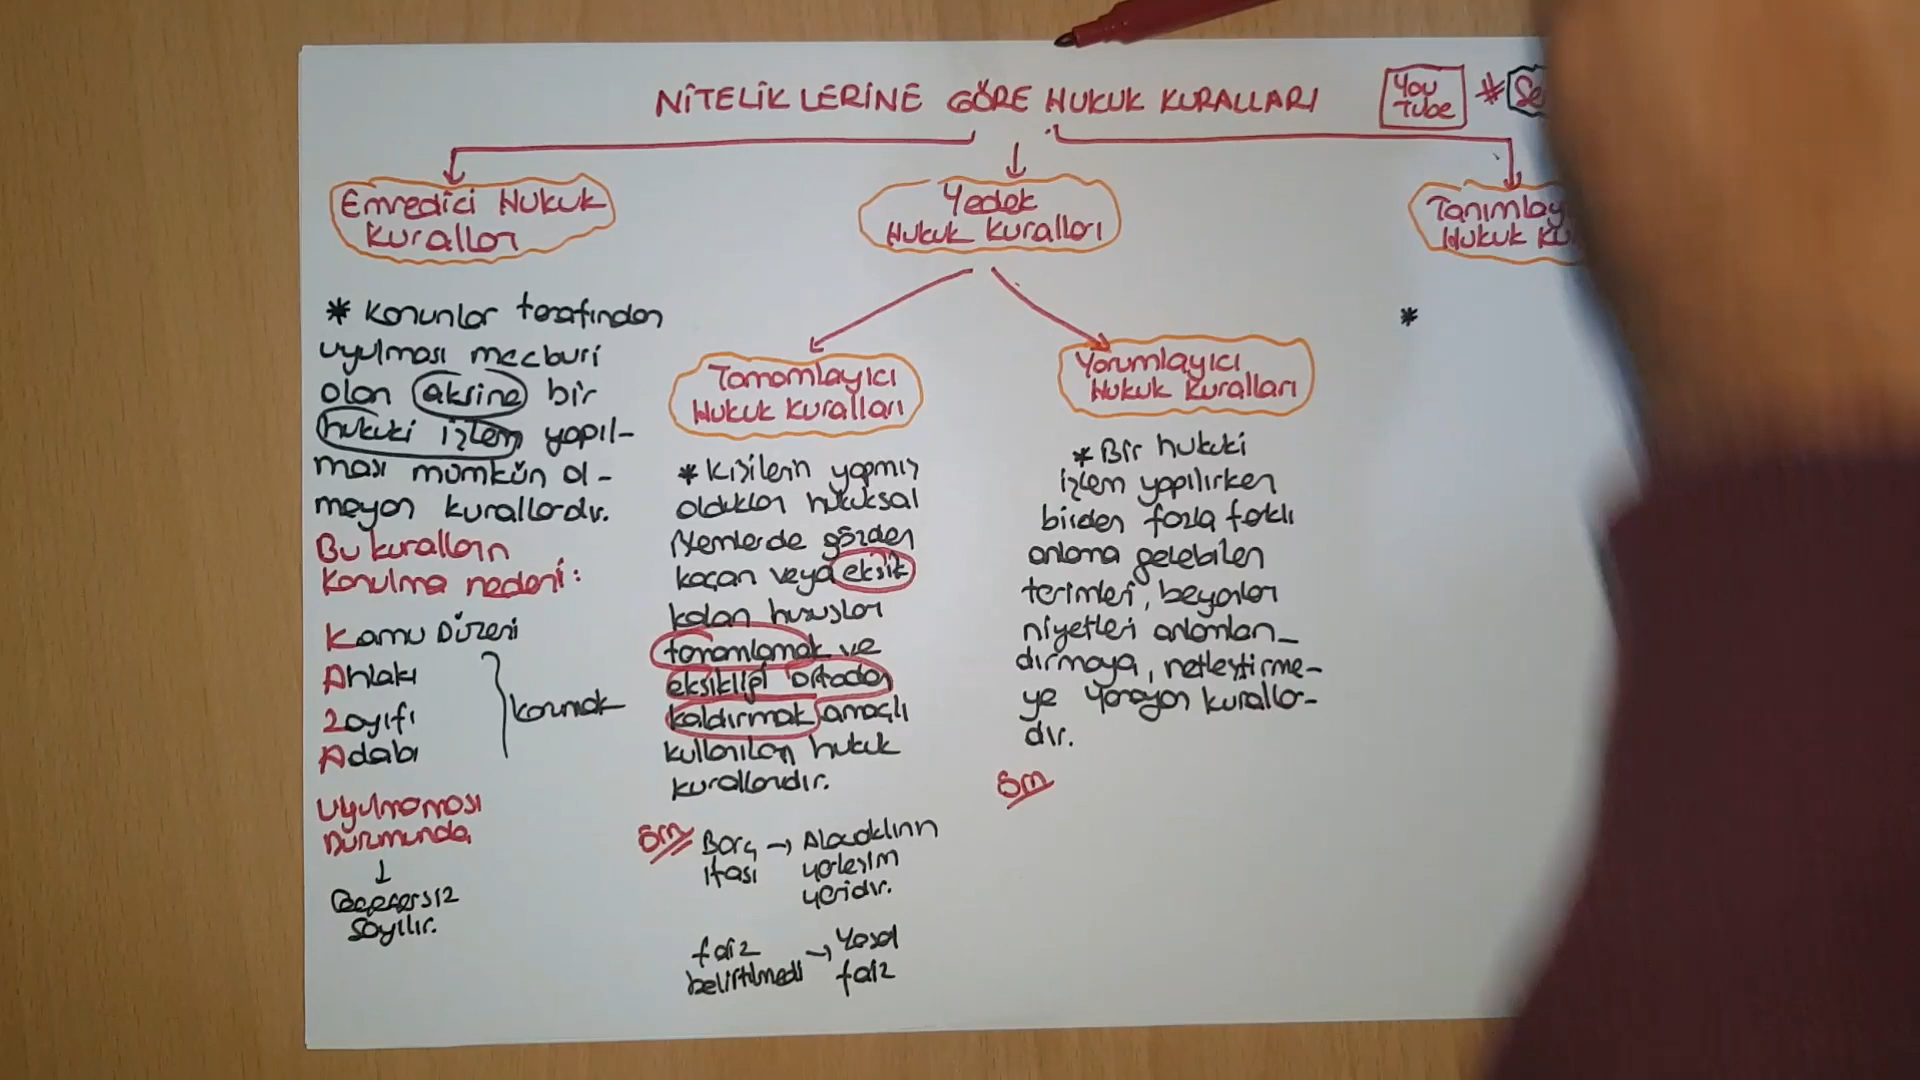 NİTELİKLERİNE GÖRE HUKUK KURALLARI
You
Tube
*
Emredici Hukuk
Kuralları
* Kanunlar tarafından
uyulması mecburi
olan aksine bir
hukuki işlem yapıl-
ması mümkün ol-
mayan kurallardır.
Bu kuralların
Konulma nedeni:
Kamu Düzeni
Ahlakı
Zayıfı
Adabı
korumak
Uyulmaması
Durumunda
↓
Geçersiz
Sayılır.
Yedek
Hukuk Kuralları
Tamamlayıcı
Hukuk Kuralları
* Kişilerin yapmış
oldukları hukuksal
işlemlerde gözden
kaçan veya eksik
kalan hususları
tamamlamak ve
eksikliği ortadan
kaldırmak amaçlı
kullanılan hukuk
kurallarıdır.
Örn Borç → Alacaklının
ifası yerleşim
yeridir.
faiz → Yasal
belirtilmedi faiz
Yorumlayıcı
Hukuk Kuralları
* Bir hukuki
işlem yapılırken
birden fazla farklı
anlama gelebilen
terimleri, beyanları
niyetleri anlamlan-
dırmaya, netleştirme-
ye yarayan kuralla-
dır.
Örn
Hukuk
*